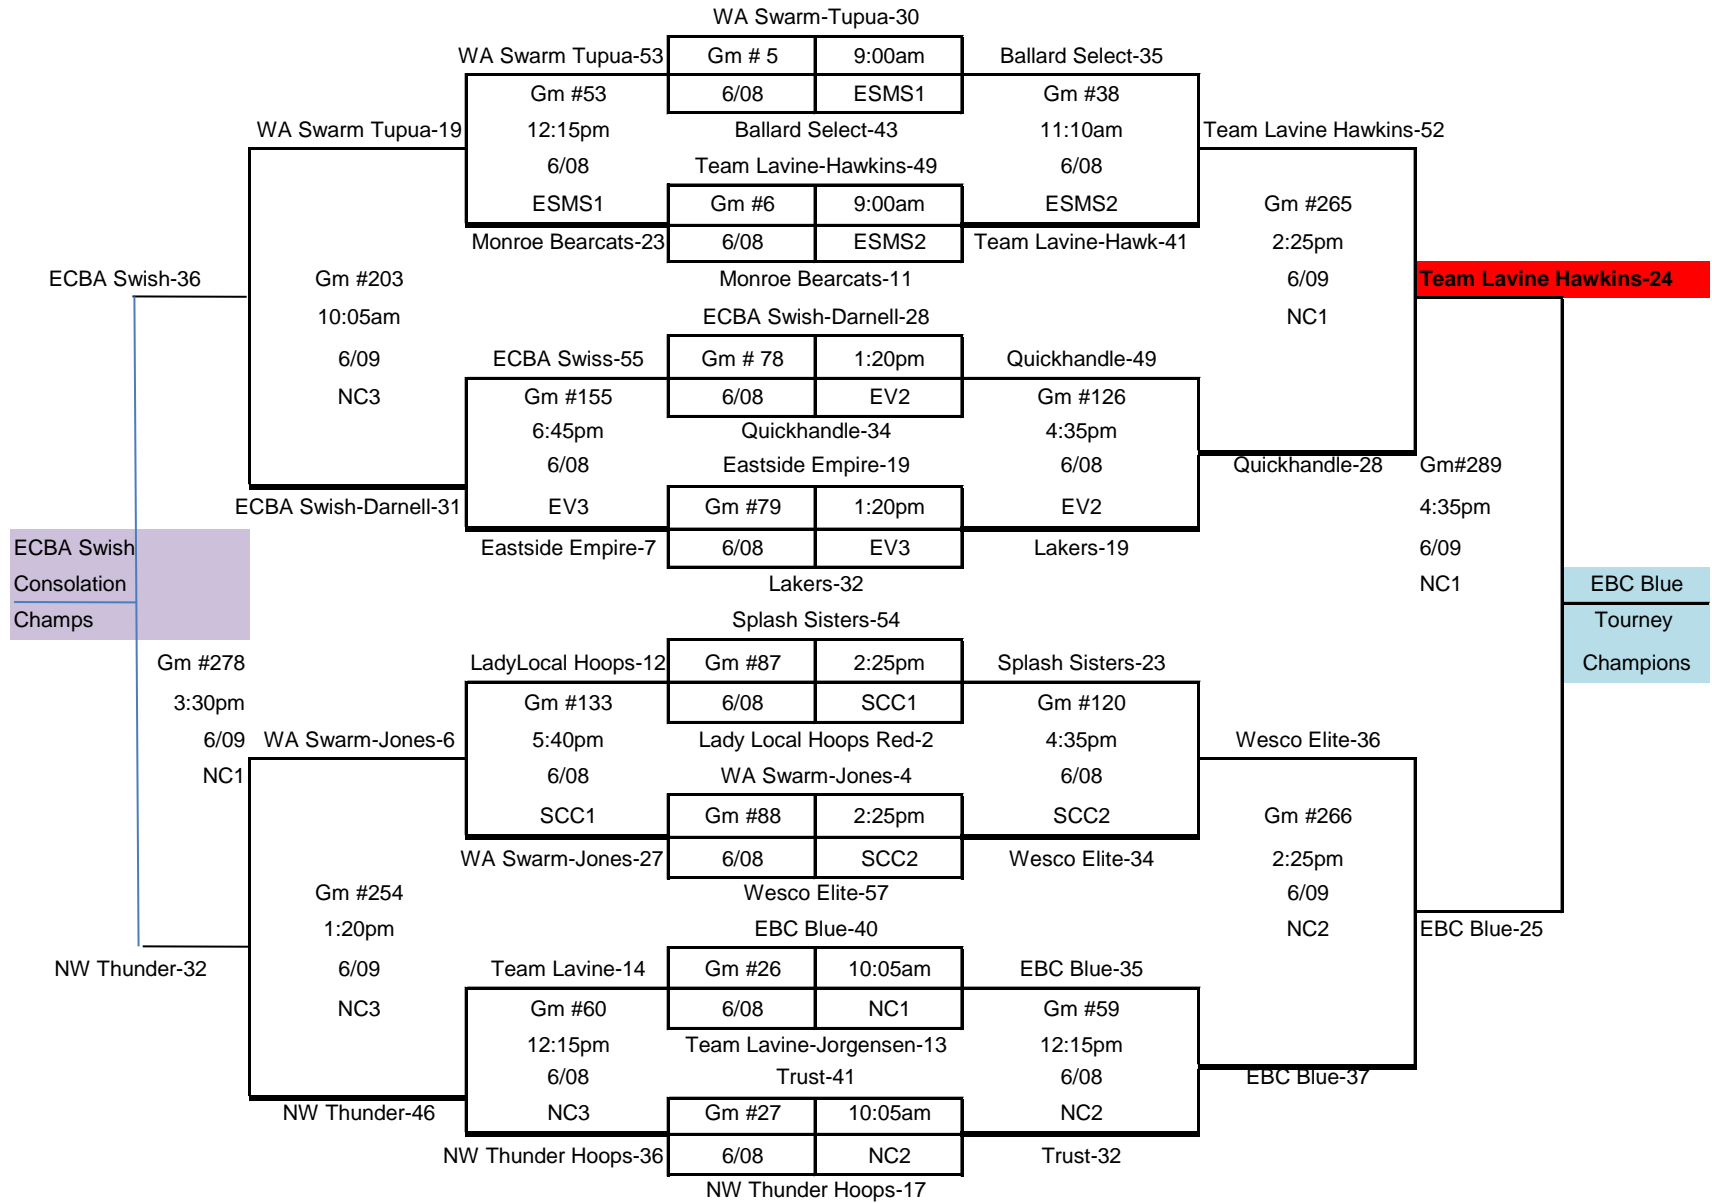 WA Swarm-Tupua-30
WA Swarm Tupua-53 Gm # 5 9:00am Ballard Select-35
Gm #53 6/08 ESMS1 Gm #38
WA Swarm Tupua-19 12:15pm Ballard Select-43 11:10am Team Lavine Hawkins-52
6/08 Team Lavine-Hawkins-49 6/08
ESMS1 Gm #6 9:00am ESMS2 Gm #265
Monroe Bearcats-23 6/08 ESMS2 Team Lavine-Hawk-41 2:25pm
ECBA Swish-36 Gm #203 Monroe Bearcats-11 6/09 Team Lavine Hawkins-24
10:05am ECBA Swish-Darnell-28 NC1
6/09 ECBA Swiss-55 Gm # 78 1:20pm Quickhandle-49
NC3 Gm #155 6/08 EV2 Gm #126
6:45pm Quickhandle-34 4:35pm
6/08 Eastside Empire-19 6/08 Quickhandle-28 Gm#289
ECBA Swish-Darnell-31 EV3 Gm #79 1:20pm EV2 4:35pm
ECBA Swish Eastside Empire-7 6/08 EV3 Lakers-19 6/09
Consolation Lakers-32 NC1 EBC Blue
Champs Splash Sisters-54 Tourney
Gm #278 LadyLocal Hoops-12 Gm #87 2:25pm Splash Sisters-23 Champions
3:30pm Gm #133 6/08 SCC1 Gm #120
6/09 WA Swarm-Jones-6 5:40pm Lady Local Hoops Red-2 4:35pm Wesco Elite-36
NC1 6/08 WA Swarm-Jones-4 6/08
SCC1 Gm #88 2:25pm SCC2 Gm #266
WA Swarm-Jones-27 6/08 SCC2 Wesco Elite-34 2:25pm
Gm #254 Wesco Elite-57 6/09
1:20pm EBC Blue-40 NC2 EBC Blue-25
NW Thunder-32 6/09 Team Lavine-14 Gm #26 10:05am EBC Blue-35
NC3 Gm #60 6/08 NC1 Gm #59
12:15pm Team Lavine-Jorgensen-13 12:15pm
6/08 Trust-41 6/08 EBC Blue-37
NW Thunder-46 NC3 Gm #27 10:05am NC2
NW Thunder Hoops-36 6/08 NC2 Trust-32
NW Thunder Hoops-17